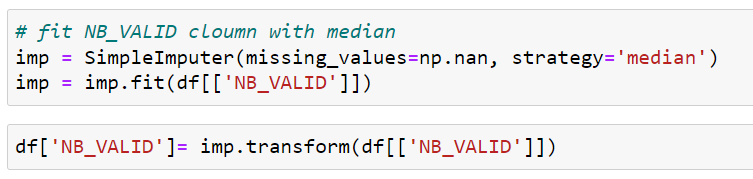 # fit NB_VALID cloumn with median
imp = SimpleImputer(missing_values=np.nan, strategy='median')
imp = imp.fit(df[['NB_VALID']])
df['NB_VALID']= imp.transform(df[['NB_VALID']])